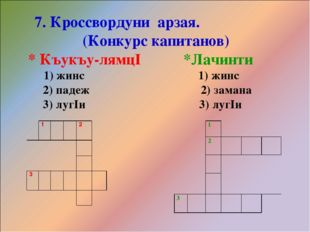 7. Кроссвордуни арзая.
(Конкурс капитанов)
* Къукъу-лямцI *Лачинти
1) жинс 1) жинс
2) падеж 2) замана
3) лугIи 3) лугIи
1 2 1
2
3
3